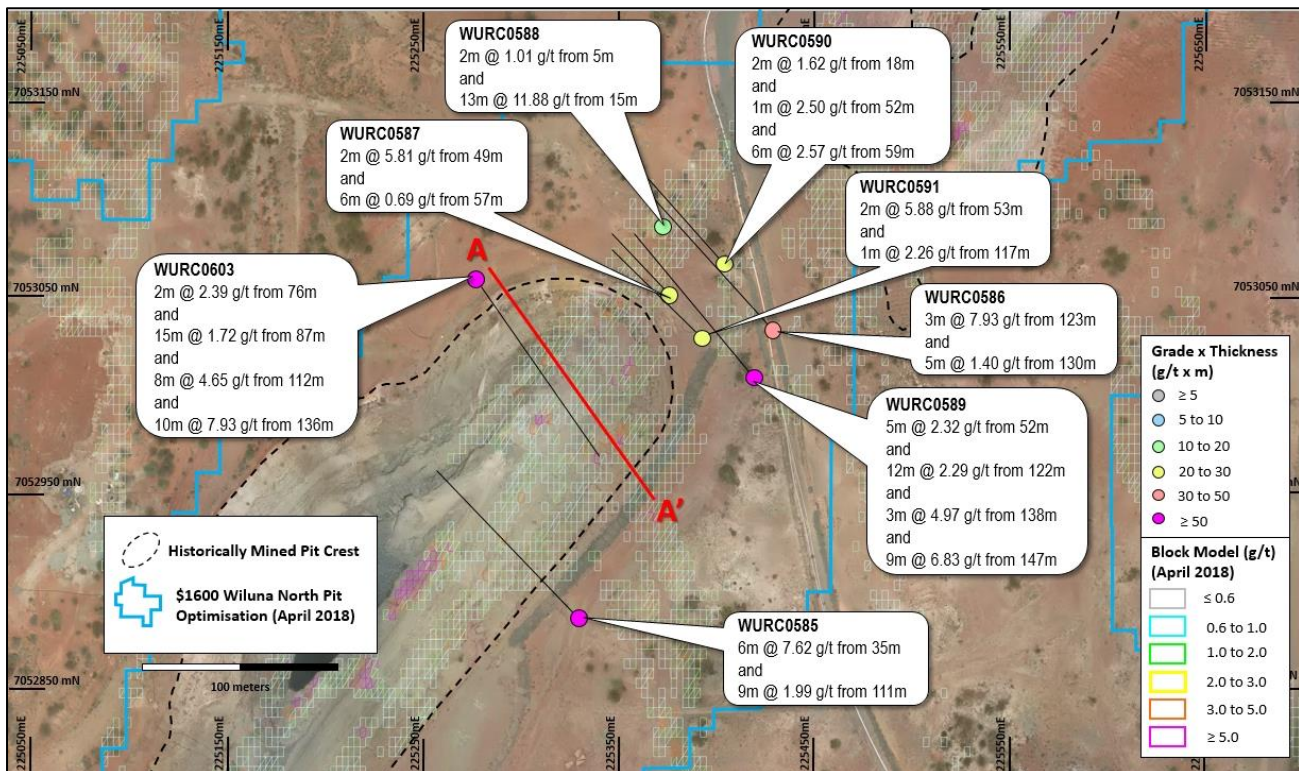 225050mE
225150mE
225250mE
225550mE
225650mE
7053150 mN
7053150 mN
WURC0588
2m @ 1.01 g/t from 5m
and
13m @ 11.88 g/t from 15m
WURC0590
2m @ 1.62 g/t from 18m
and
1m @ 2.50 g/t from 52m
and
6m @ 2.57 g/t from 59m
WURC0587
2m @ 5.81 g/t from 49m
and
6m @ 0.69 g/t from 57m
WURC0591
2m @ 5.88 g/t from 53m
and
1m @ 2.26 g/t from 117m
A
WURC0603
2m @ 2.39 g/t from 76m
and
15m @ 1.72 g/t from 87m
and
8m @ 4.65 g/t from 112m
and
10m @ 7.93 g/t from 136m
7053050 mN
7053050 mN
WURC0586
3m @ 7.93 g/t from 123m
and
5m @ 1.40 g/t from 130m
WURC0589
5m @ 2.32 g/t from 52m
and
12m @ 2.29 g/t from 122m
and
3m @ 4.97 g/t from 138m
and
9m @ 6.83 g/t from 147m
Grade x Thickness
(g/t x m)
≥ 5
5 to 10
10 to 20
20 to 30
30 to 50
≥ 50
Block Model (g/t)
(April 2018)
≤ 0.6
0.6 to 1.0
1.0 to 2.0
2.0 to 3.0
3.0 to 5.0
≥ 5.0
7052950 mN
A’
Historically Mined Pit Crest
$1600 Wiluna North Pit
Optimisation (April 2018)
100 meters
WURC0585
6m @ 7.62 g/t from 35m
and
9m @ 1.99 g/t from 111m
7052850 mN
225050mE
225150mE
225250mE
225350mE
225450mE
225550mE